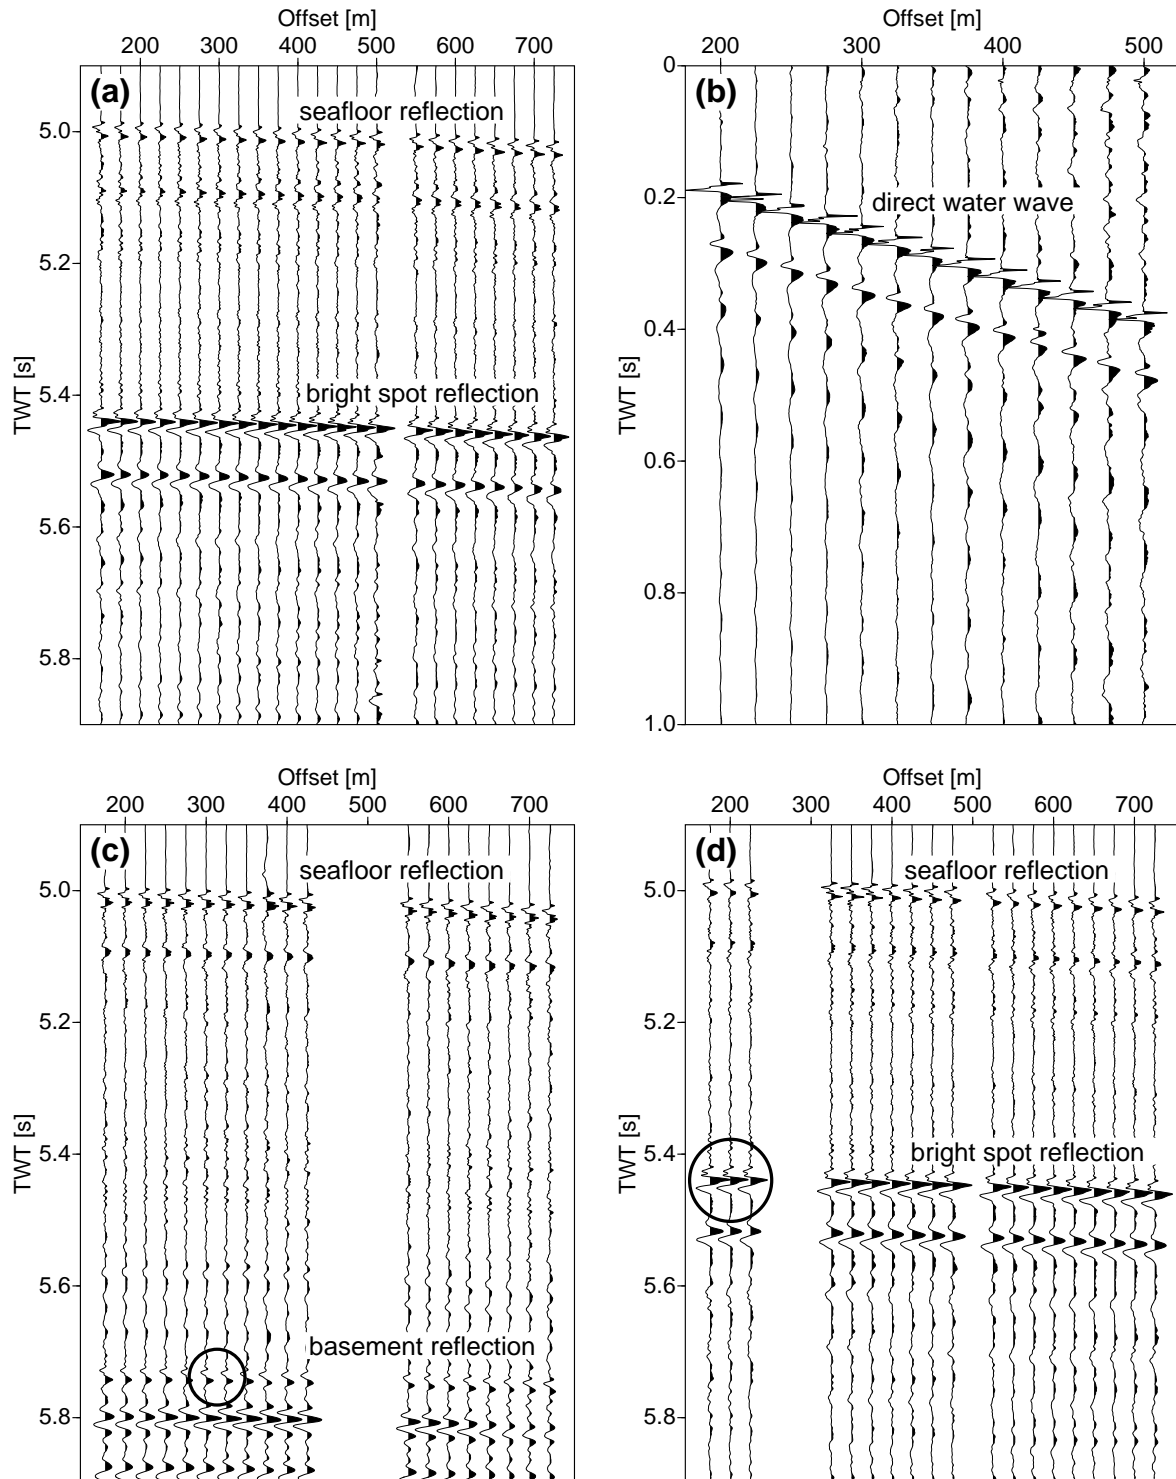 Offset [m]
200 300 400 500 600 700
(a)
seafloor reflection
5.0
5.2
bright spot reflection
5.4
TWT [s]
5.6
5.8
Offset [m]
200 300 400 500
0
(b)
0.2
direct water wave
0.4
TWT [s]
0.6
0.8
1.0
Offset [m]
200 300 400 500 600 700
(c)
seafloor reflection
5.0
5.2
5.4
TWT [s]
5.6
basement reflection
5.8
Offset [m]
200 300 400 500 600 700
(d)
seafloor reflection
5.0
5.2
5.4
bright spot reflection
TWT [s]
5.6
5.8